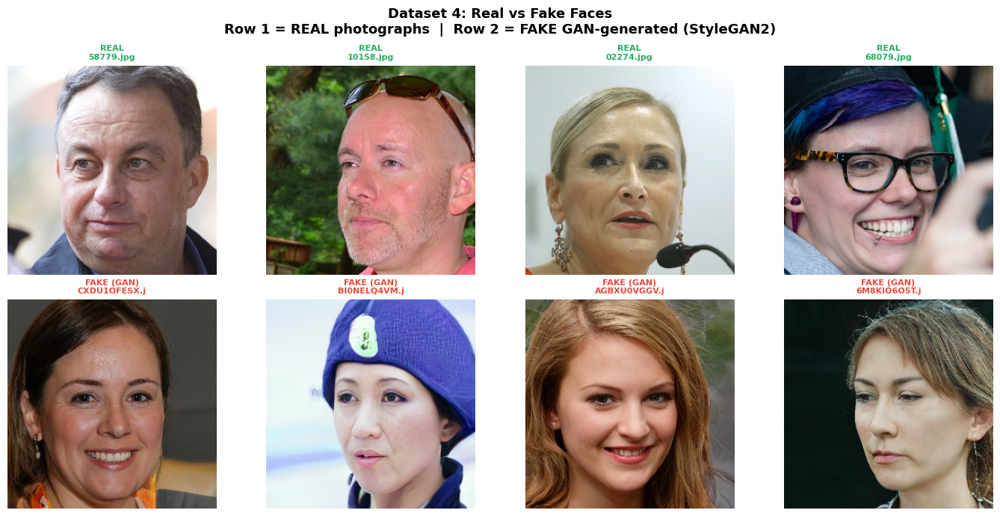 Dataset 4: Real vs Fake Faces
Row 1 = REAL photographs | Row 2 = FAKE GAN-generated (StyleGAN2)
REAL
58779.jpg
REAL
10158.jpg
REAL
02274.jpg
REAL
68079.jpg
FAKE (GAN)
CXDU1OFESX.j
FAKE (GAN)
BI0NELQ4VM.j
FAKE (GAN)
AGBXU0VGGV.j
FAKE (GAN)
6M8KIO6O5T.j